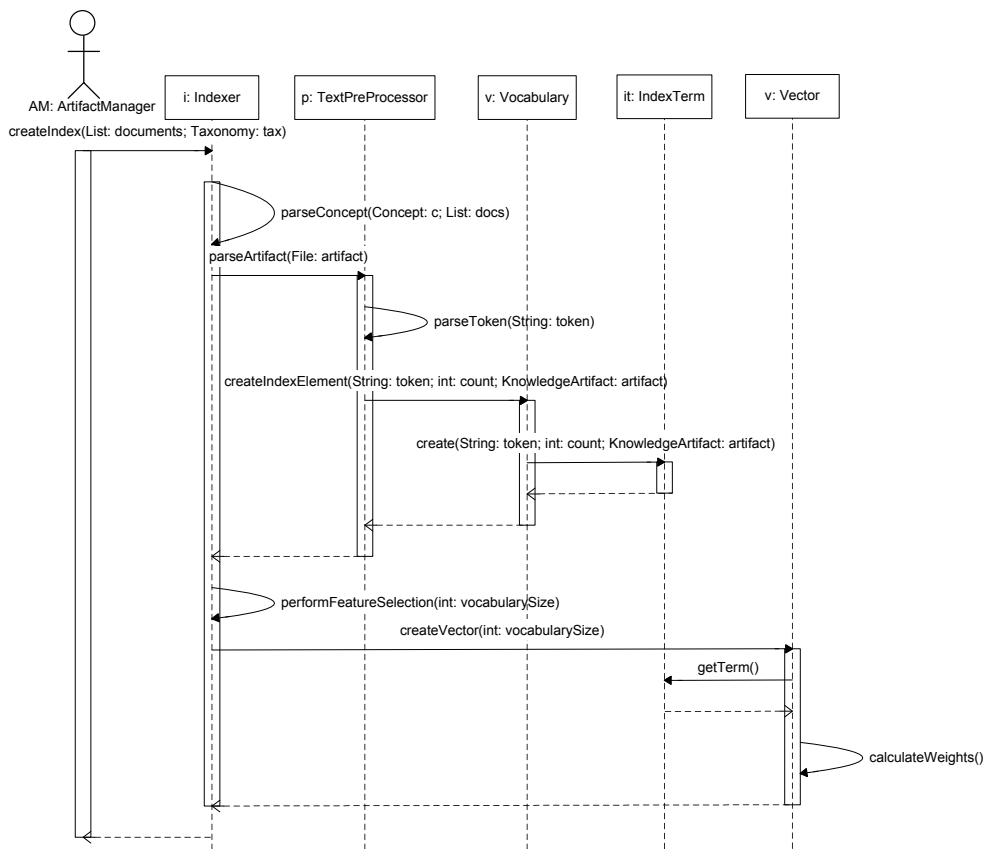 AM: ArtifactManager
i: Indexer
p: TextPreProcessor
v: Vocabulary
it: IndexTerm
v: Vector
createIndex(List: documents; Taxonomy: tax)
parseConcept(Concept: c; List: docs)
parseArtifact(File: artifact)
parseToken(String: token)
createIndexElement(String: token; int: count; KnowledgeArtifact: artifact)
create(String: token; int: count; KnowledgeArtifact: artifact)
performFeatureSelection(int: vocabularySize)
createVector(int: vocabularySize)
getTerm()
calculateWeights()